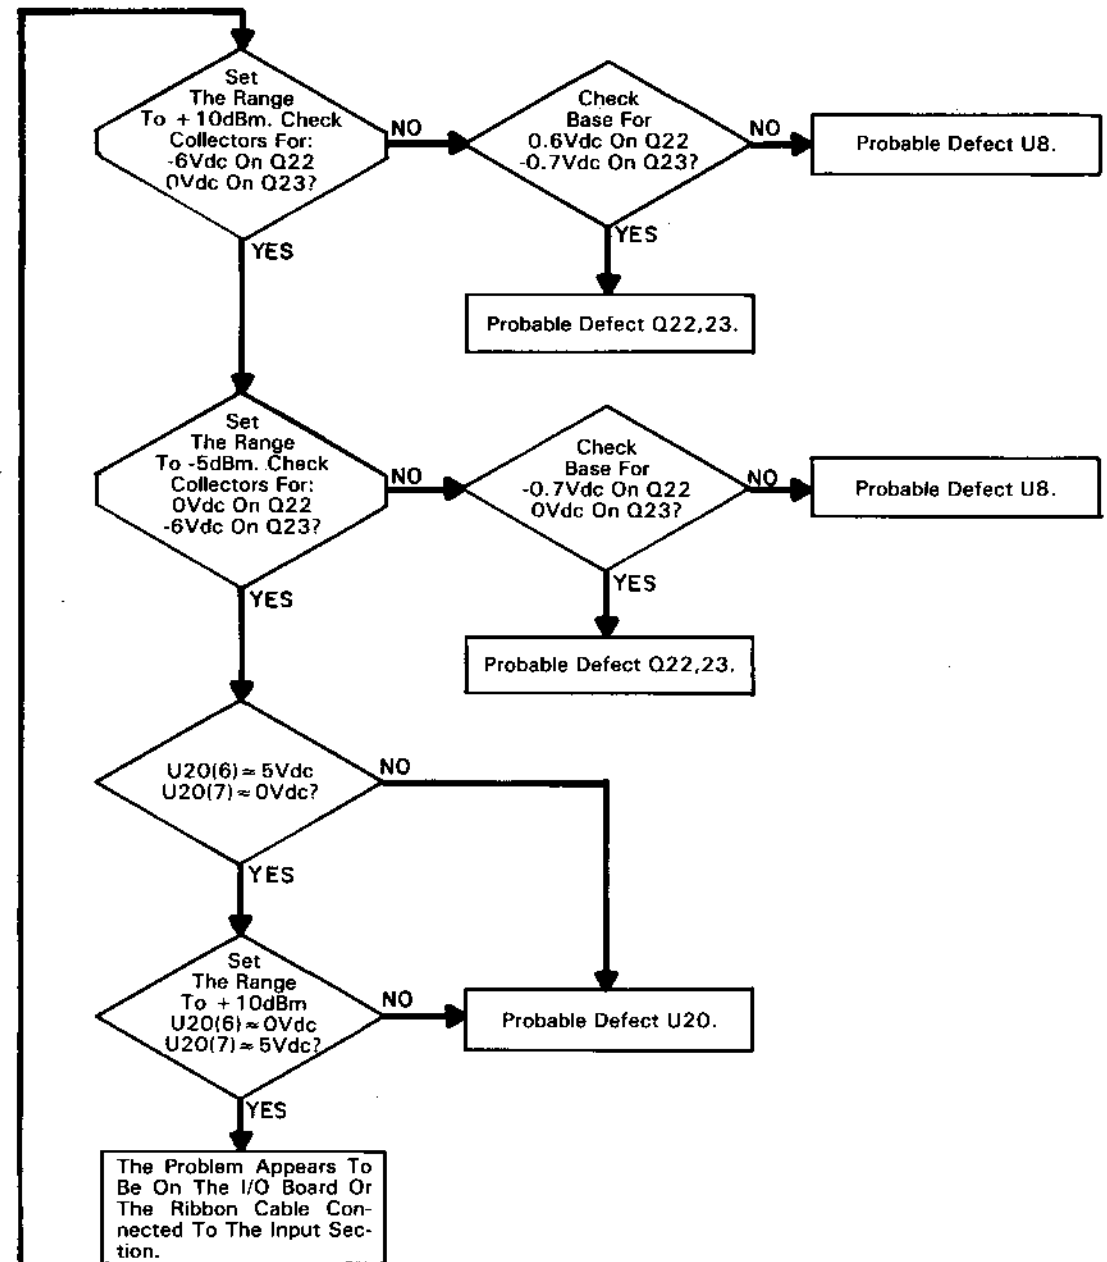 Set
The Range
To +10dBm. Check
Collectors For:
-6Vdc On Q22
0Vdc On Q23?
NO
Check
Base For
0.6Vdc On Q22
-0.7Vdc On Q23?
NO
Probable Defect U8.
YES
YES
Probable Defect Q22,23.
Set
The Range
To -5dBm. Check
Collectors For:
0Vdc On Q22
-6Vdc On Q23?
NO
Check
Base For
-0.7Vdc On Q22
0Vdc On Q23?
NO
Probable Defect U8.
YES
YES
Probable Defect Q22,23.
U20(6)≈5Vdc
U20(7)≈0Vdc?
NO
YES
Set
The Range
To +10dBm
U20(6)≈0Vdc
U20(7)≈5Vdc?
NO
Probable Defect U20.
YES
The Problem Appears To
Be On The I/O Board Or
The Ribbon Cable Con-
nected To The Input Sec-
tion.